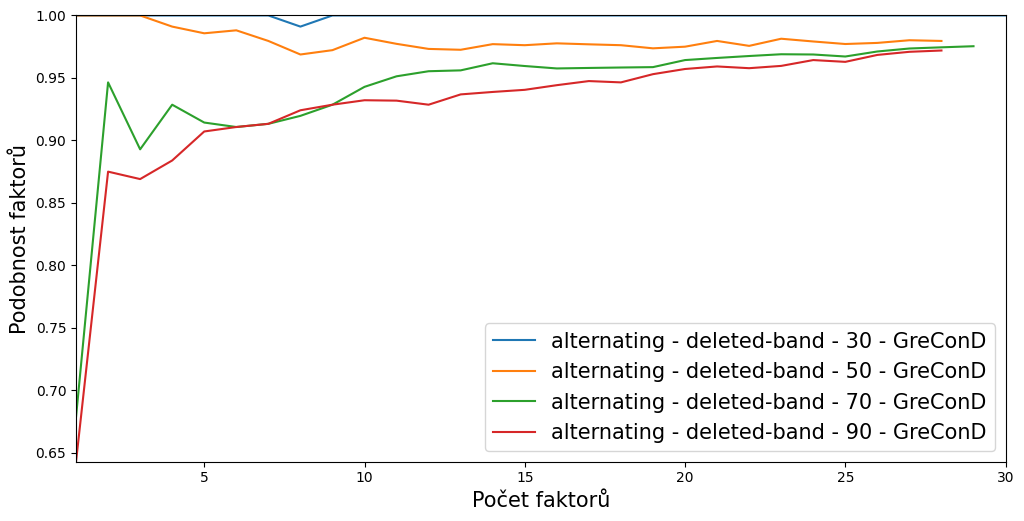 1.00
0.95
0.90
0.85
0.80
0.75
0.70
0.65
Podobnost faktorů
5
10
15
20
25
30
Počet faktorů
alternating - deleted-band - 30 - GreConD
alternating - deleted-band - 50 - GreConD
alternating - deleted-band - 70 - GreConD
alternating - deleted-band - 90 - GreConD